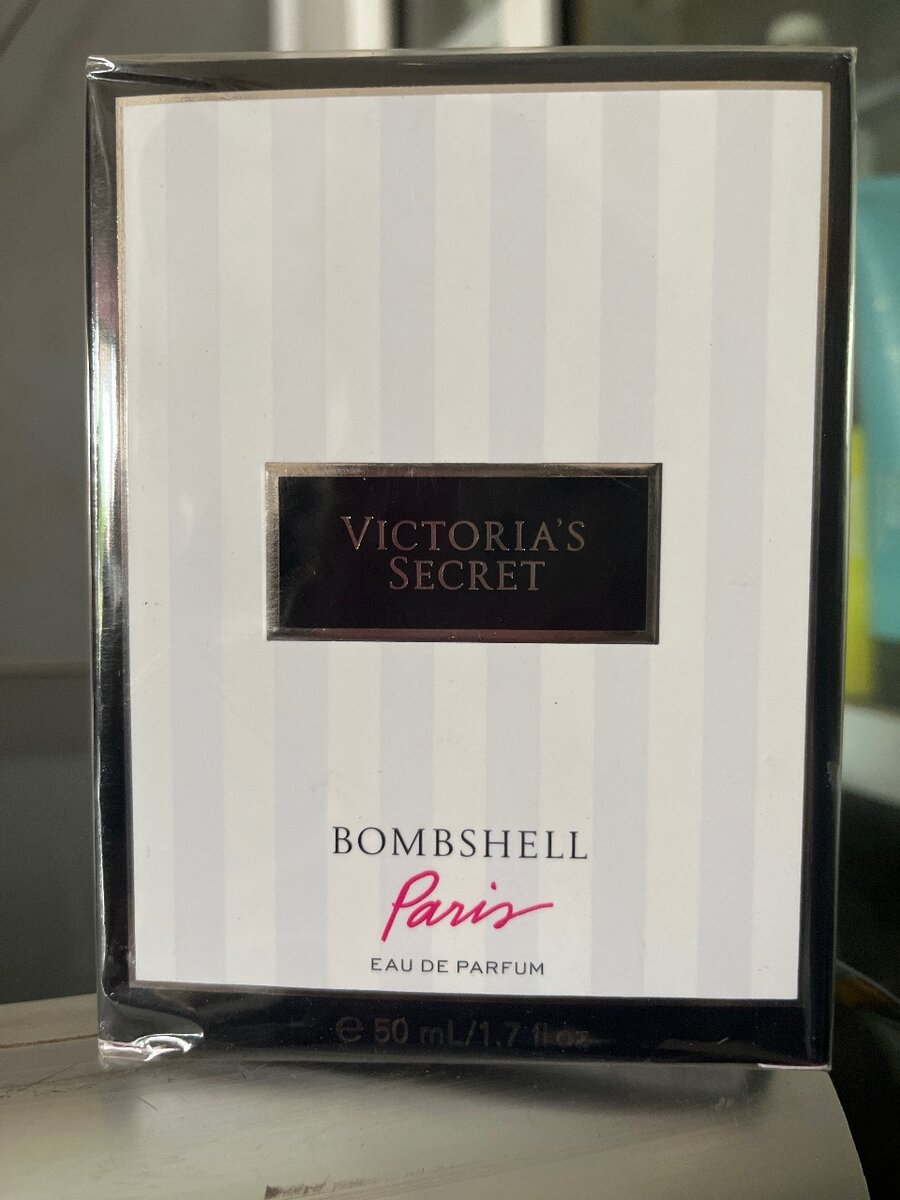 VICTORIA'S
SECRET
BOMBSHELL
Paris
EAU DE PARFUM
℮ 50 mL/1.7 fl oz